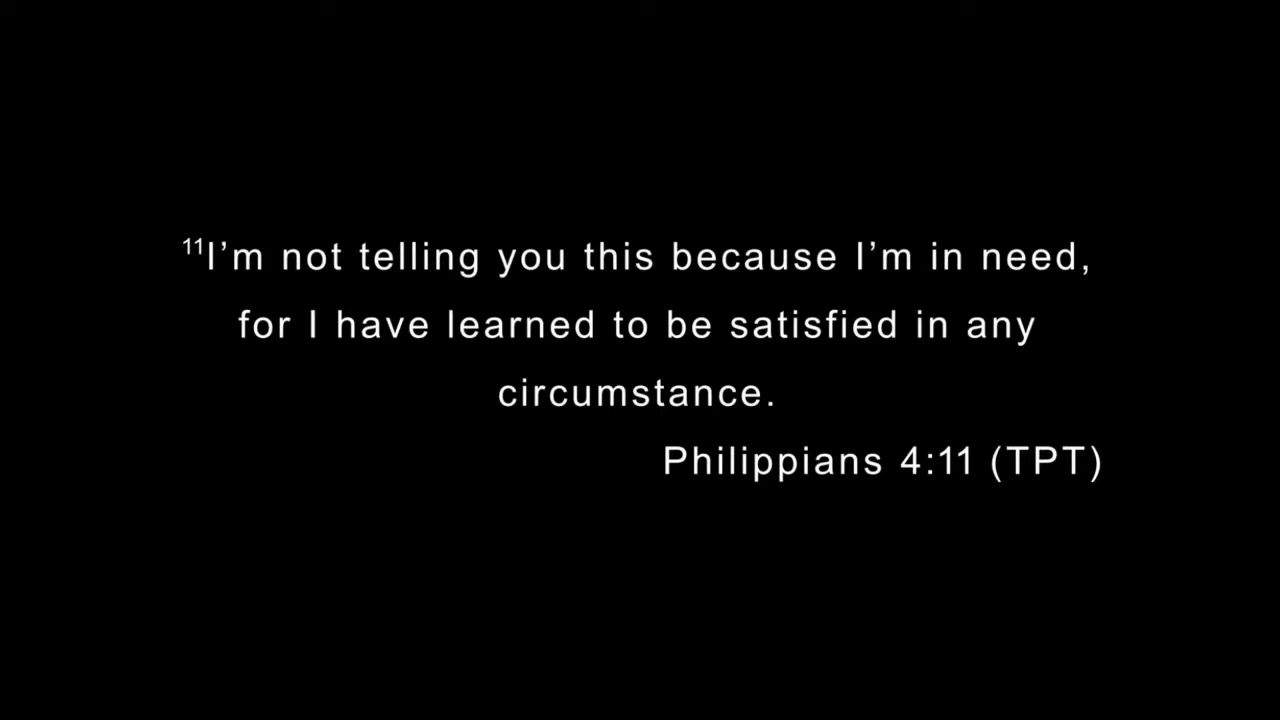 ¹¹I’m not telling you this because I’m in need,
for I have learned to be satisfied in any
circumstance.
Philippians 4:11 (TPT)